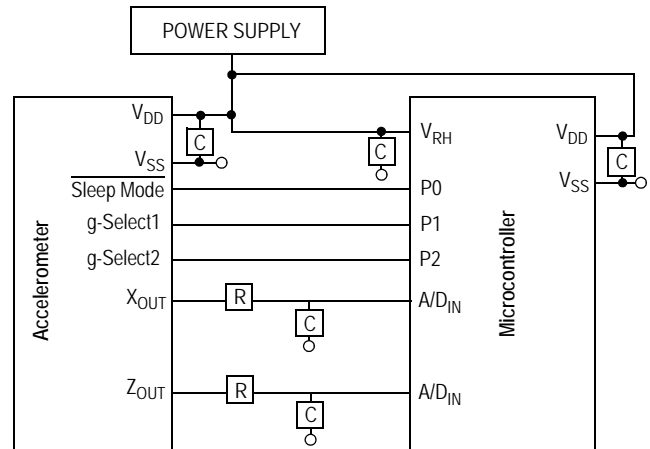 POWER SUPPLY
Accelerometer
VDD
C
VSS
Sleep Mode
g-Select1
g-Select2
XOUT
R
C
ZOUT
R
C
Microcontroller
C
VRH
P0
P1
P2
A/DIN
A/DIN
VDD
C
VSS